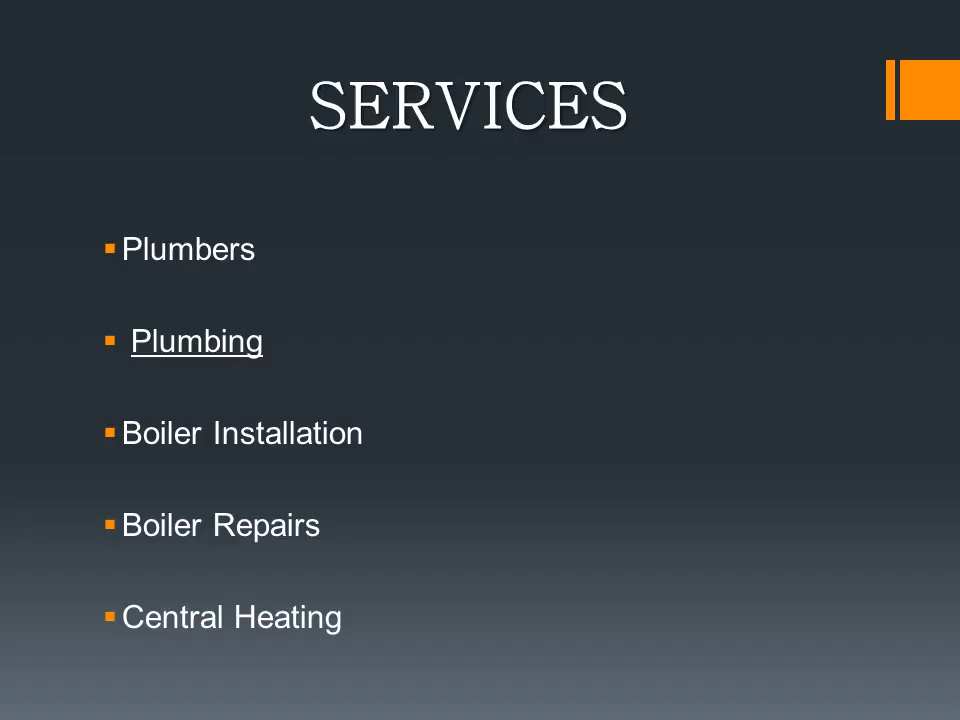 SERVICES
Plumbers
Plumbing
Boiler Installation
Boiler Repairs
Central Heating